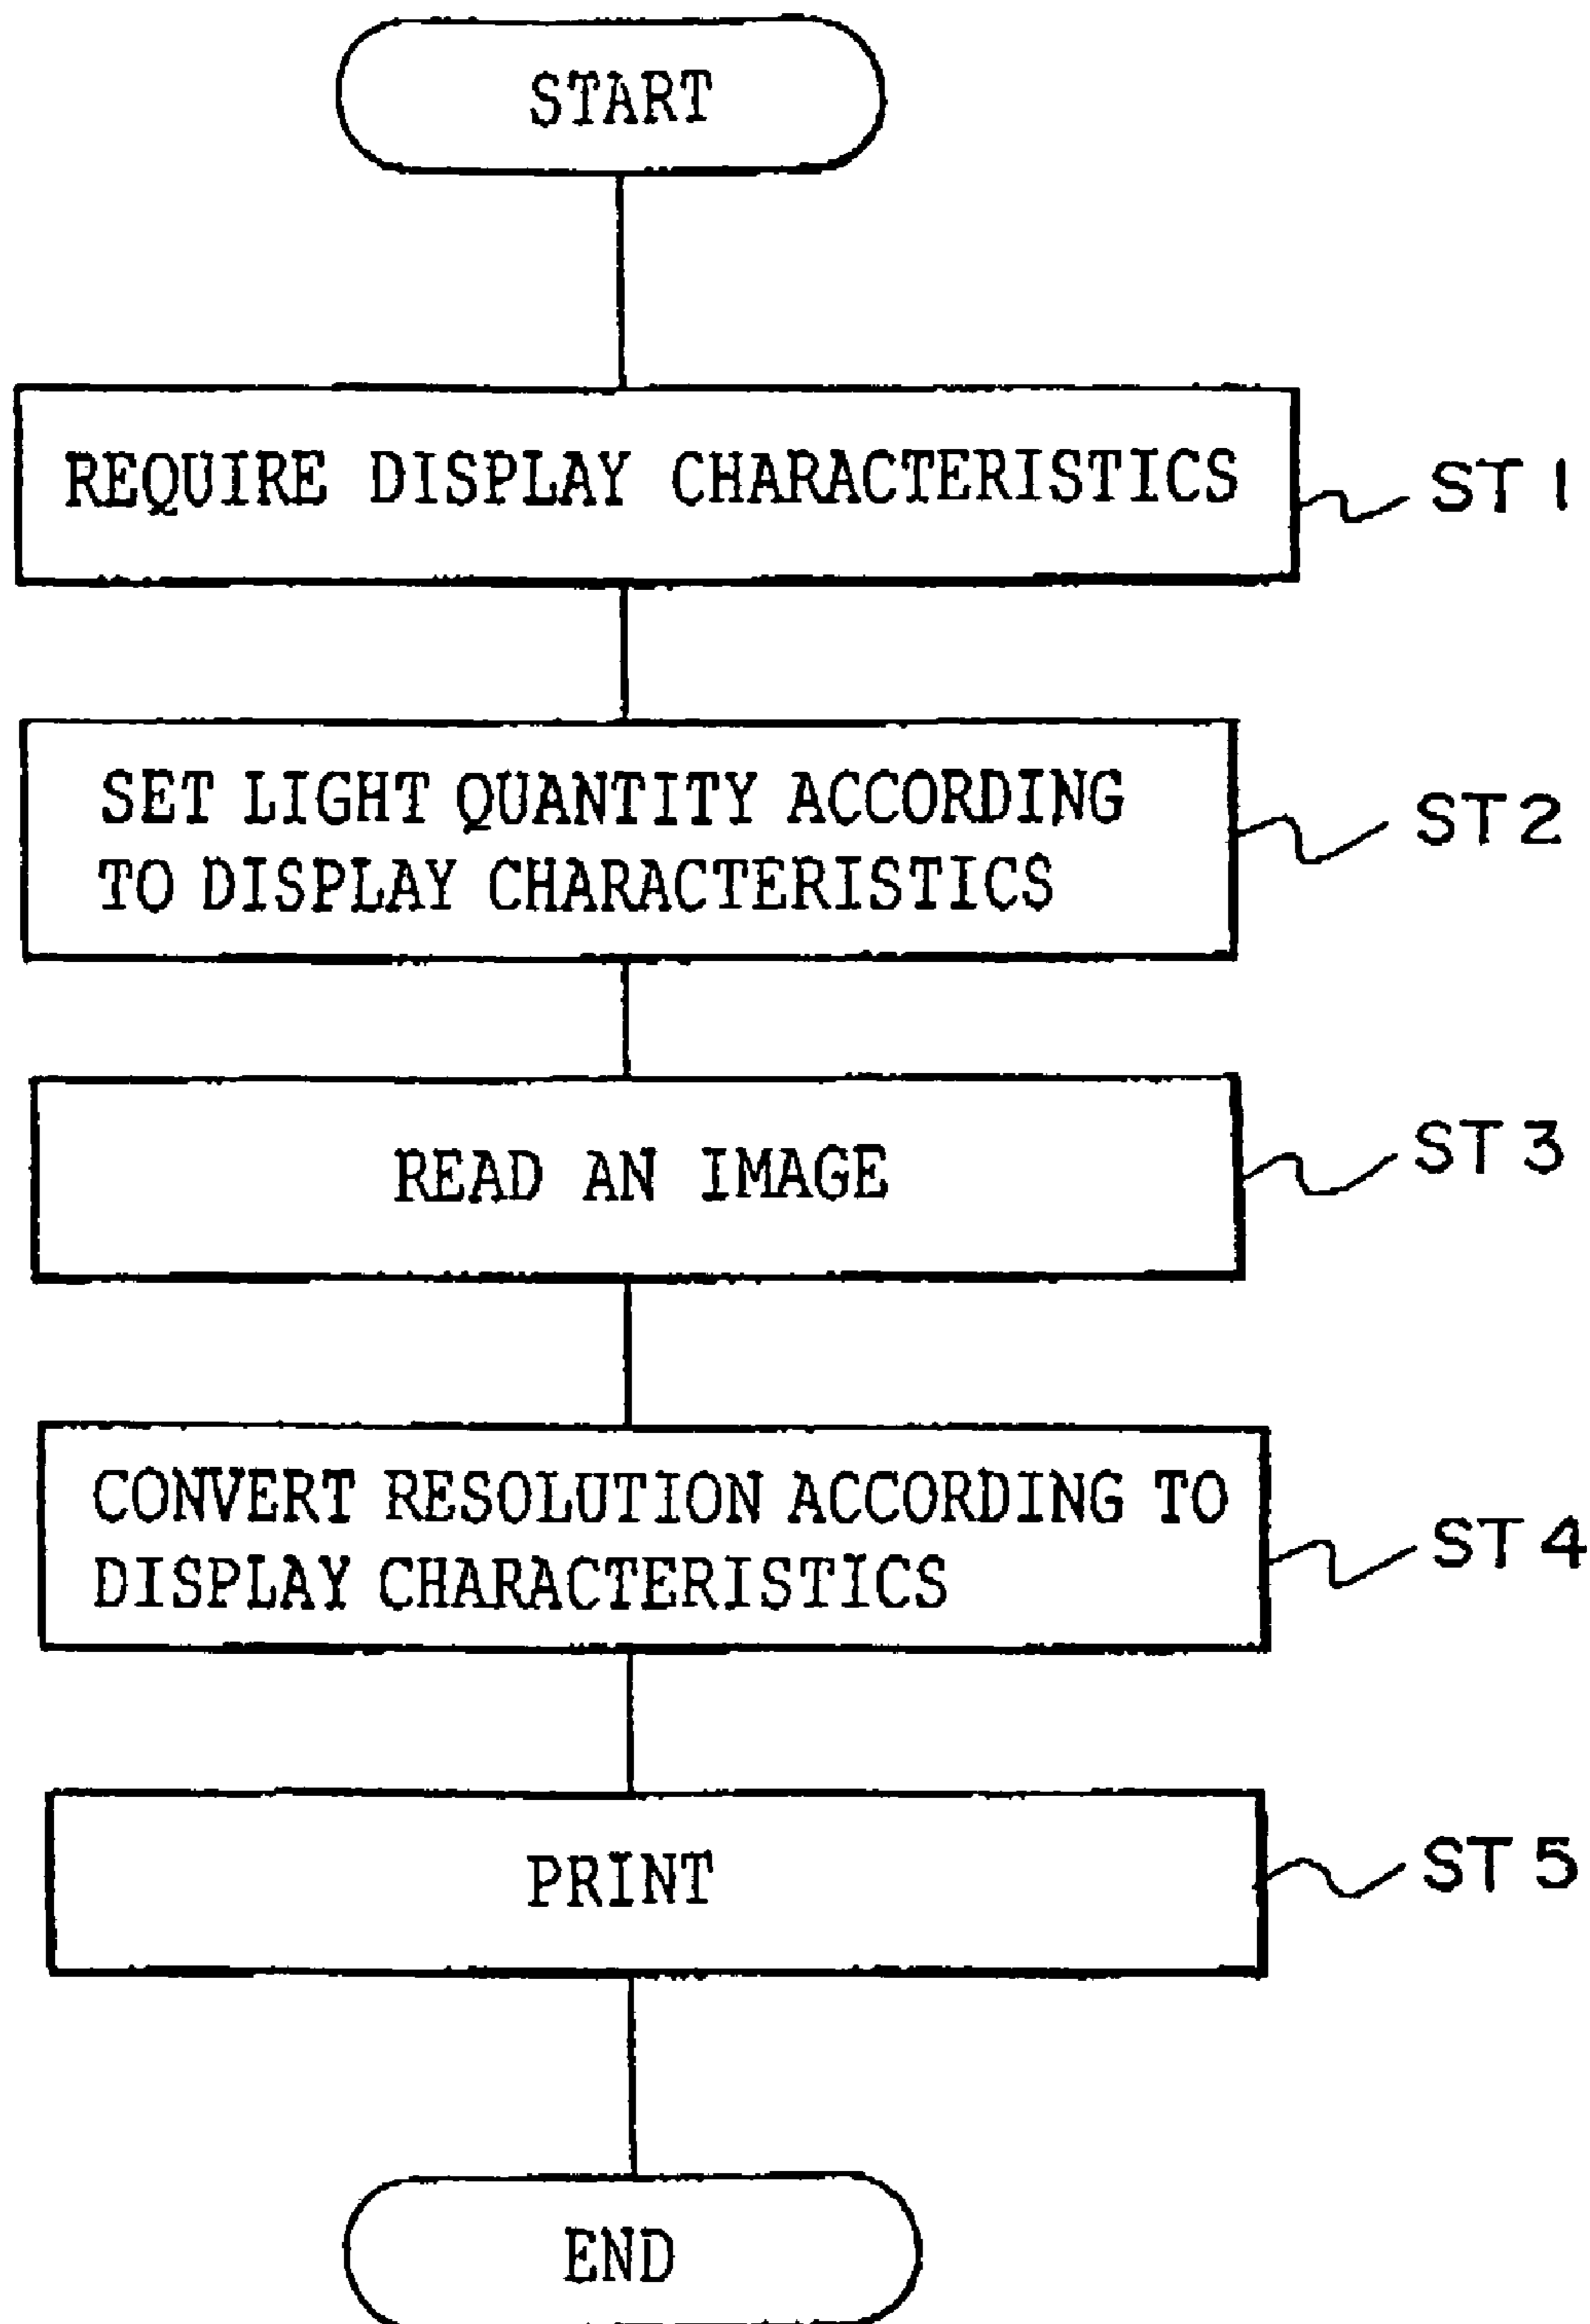 START
REQUIRE DISPLAY CHARACTERISTICS
ST1
SET LIGHT QUANTITY ACCORDING
TO DISPLAY CHARACTERISTICS
ST2
READ AN IMAGE
ST3
CONVERT RESOLUTION ACCORDING TO
DISPLAY CHARACTERISTICS
ST4
PRINT
ST5
END